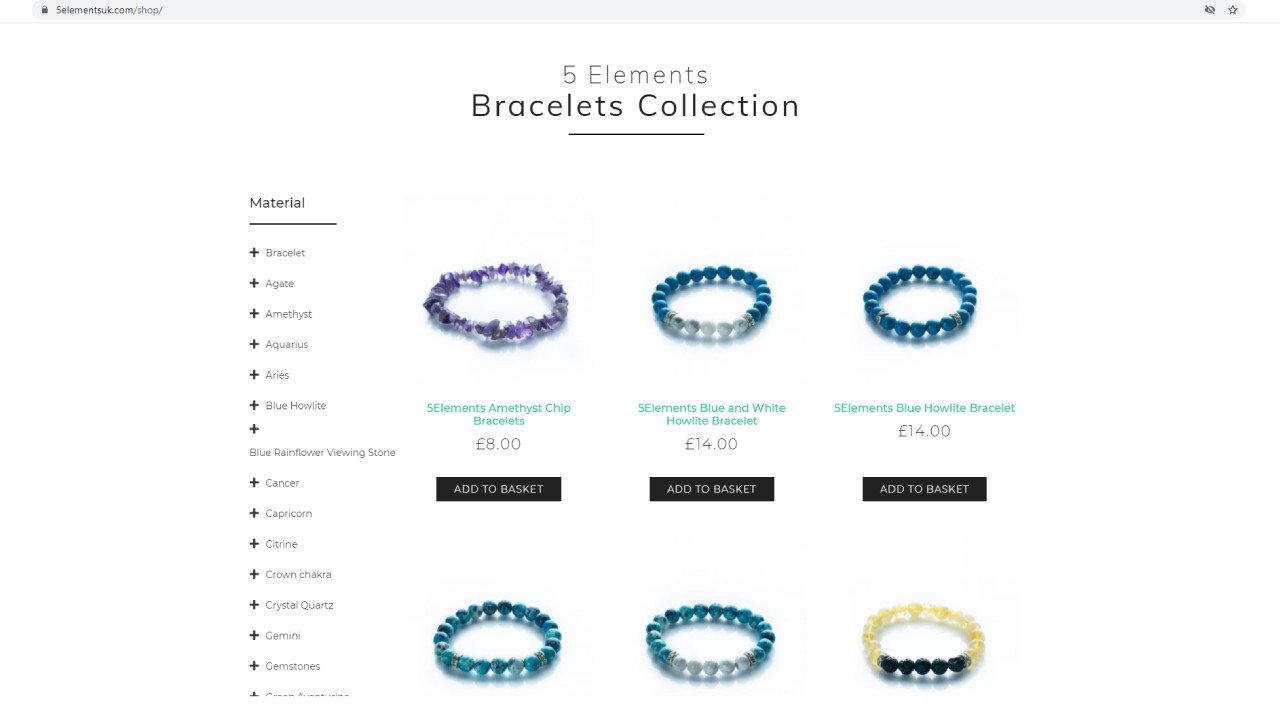 5elementsuk.com/shop/
5 Elements
Bracelets Collection
Material
Bracelet
Agate
Amethyst
Aquarius
Aries
Blue Howlite
Blue Rainflower Viewing Stone
Cancer
Capricorn
Citrine
Crown chakra
Crystal Quartz
Gemini
Gemstones
5Elements Amethyst Chip
Bracelets
£8.00
ADD TO BASKET
5Elements Blue and White
Howlite Bracelet
£14.00
ADD TO BASKET
5Elements Blue Howlite Bracelet
£14.00
ADD TO BASKET